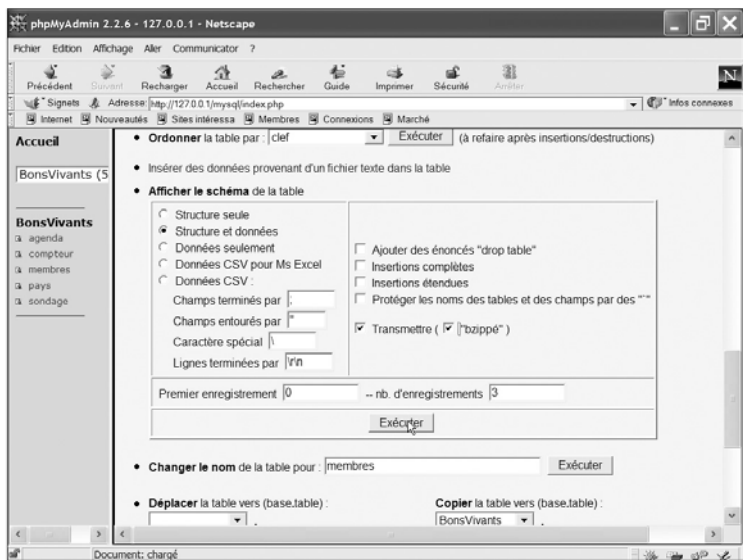 phpMyAdmin 2.2.6 - 127.0.0.1 - Netscape
Fichier Edition Affichage Aller Communicator ?
Précédent Suivant Recharger Accueil Rechercher Guide Imprimer Sécurité Arrêter
Signets Adresse: http://127.0.0.1/mysql/index.php Infos connexes
Internet Nouveautés Sites intéressa Membres Connexions Marché
Accueil
BonsVivants (5
BonsVivants
agenda
compteur
membres
pays
sondage
Ordonner la table par : clef Exécuter (à refaire après insertions/destructions)
Insérer des données provenant d'un fichier texte dans la table
Afficher le schéma de la table
Structure seule
Structure et données
Données seulement
Données CSV pour Ms Excel
Données CSV :
Champs terminés par ;
Champs entourés par "
Caractère spécial \
Lignes terminées par \r\n
Ajouter des énoncés "drop table"
Insertions complètes
Insertions étendues
Protéger les noms des tables et des champs par des "`"
Transmettre ( "bzippé" )
Premier enregistrement 0 -- nb. d'enregistrements 3
Exécuter
Changer le nom de la table pour : membres Exécuter
Déplacer la table vers (base.table) :
Copier la table vers (base.table) :
BonsVivants .
Document: chargé